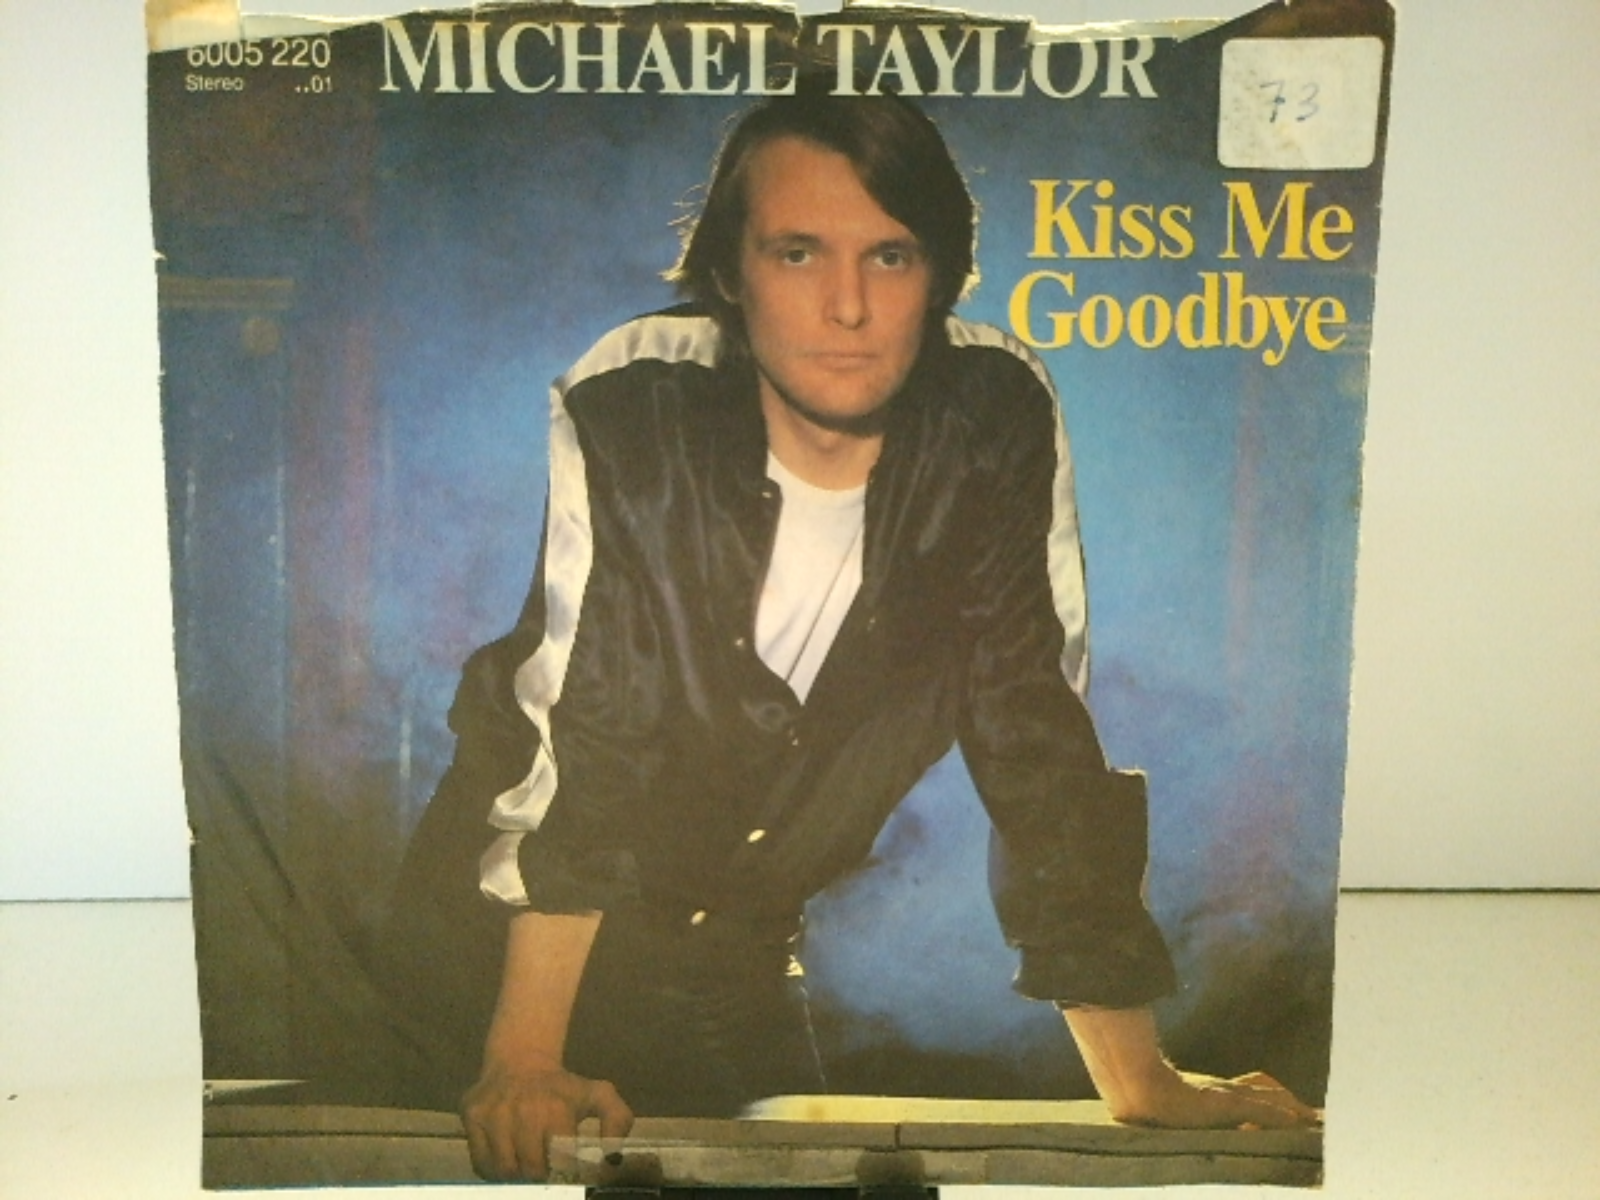 6005 220
Stereo ..01
MICHAEL TAYLOR
73
Kiss Me
Goodbye